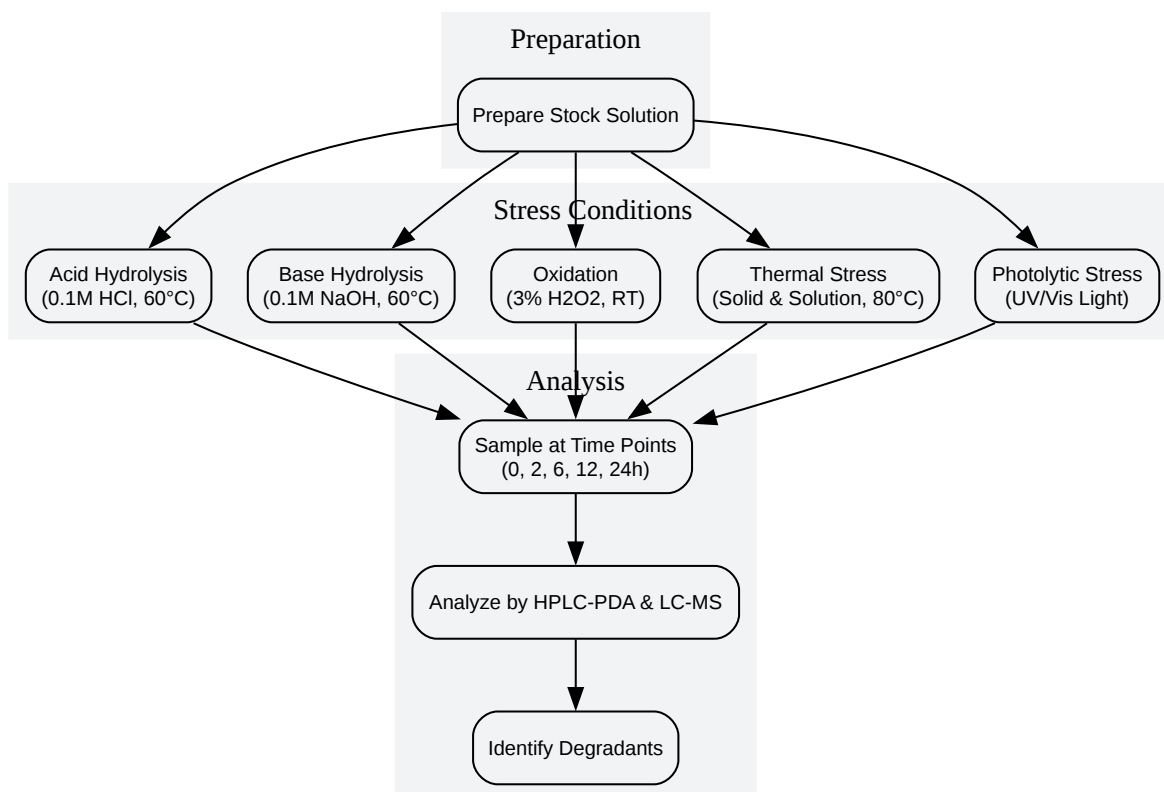 Preparation
Prepare Stock Solution
Stress Conditions
Acid Hydrolysis
(0.1M HCl, 60°C)
Base Hydrolysis
(0.1M NaOH, 60°C)
Oxidation
(3% H2O2, RT)
Thermal Stress
(Solid & Solution, 80°C)
Photolytic Stress
(UV/Vis Light)
Analysis
Sample at Time Points
(0, 2, 6, 12, 24h)
Analyze by HPLC-PDA & LC-MS
Identify Degradants